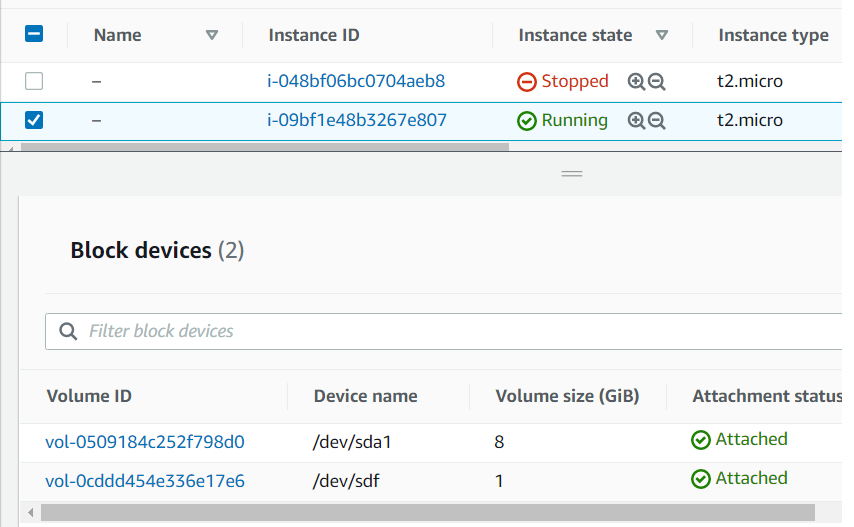 Name Instance ID Instance state Instance type
– i-048bf06bc0704aeb8 Stopped t2.micro
– i-09bf1e48b3267e807 Running t2.micro
Block devices (2)
Filter block devices
Volume ID Device name Volume size (GiB) Attachment status
vol-0509184c252f798d0 /dev/sda1 8 Attached
vol-0cddd454e336e17e6 /dev/sdf 1 Attached